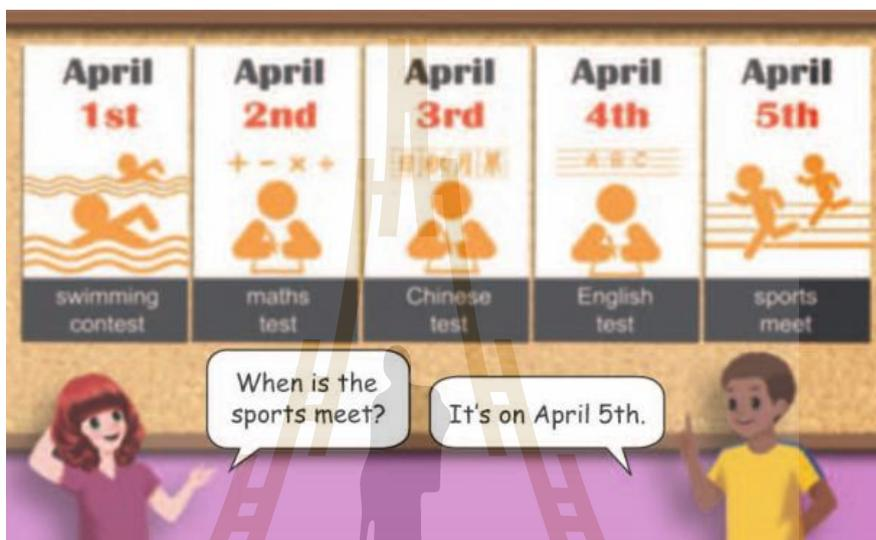 April
1st
swimming
contest
April
2nd
+ - × ÷
maths
test
April
3rd
Chinese
test
April
4th
A B C
English
test
April
5th
sports
meet
When is the
sports meet?
It's on April 5th.